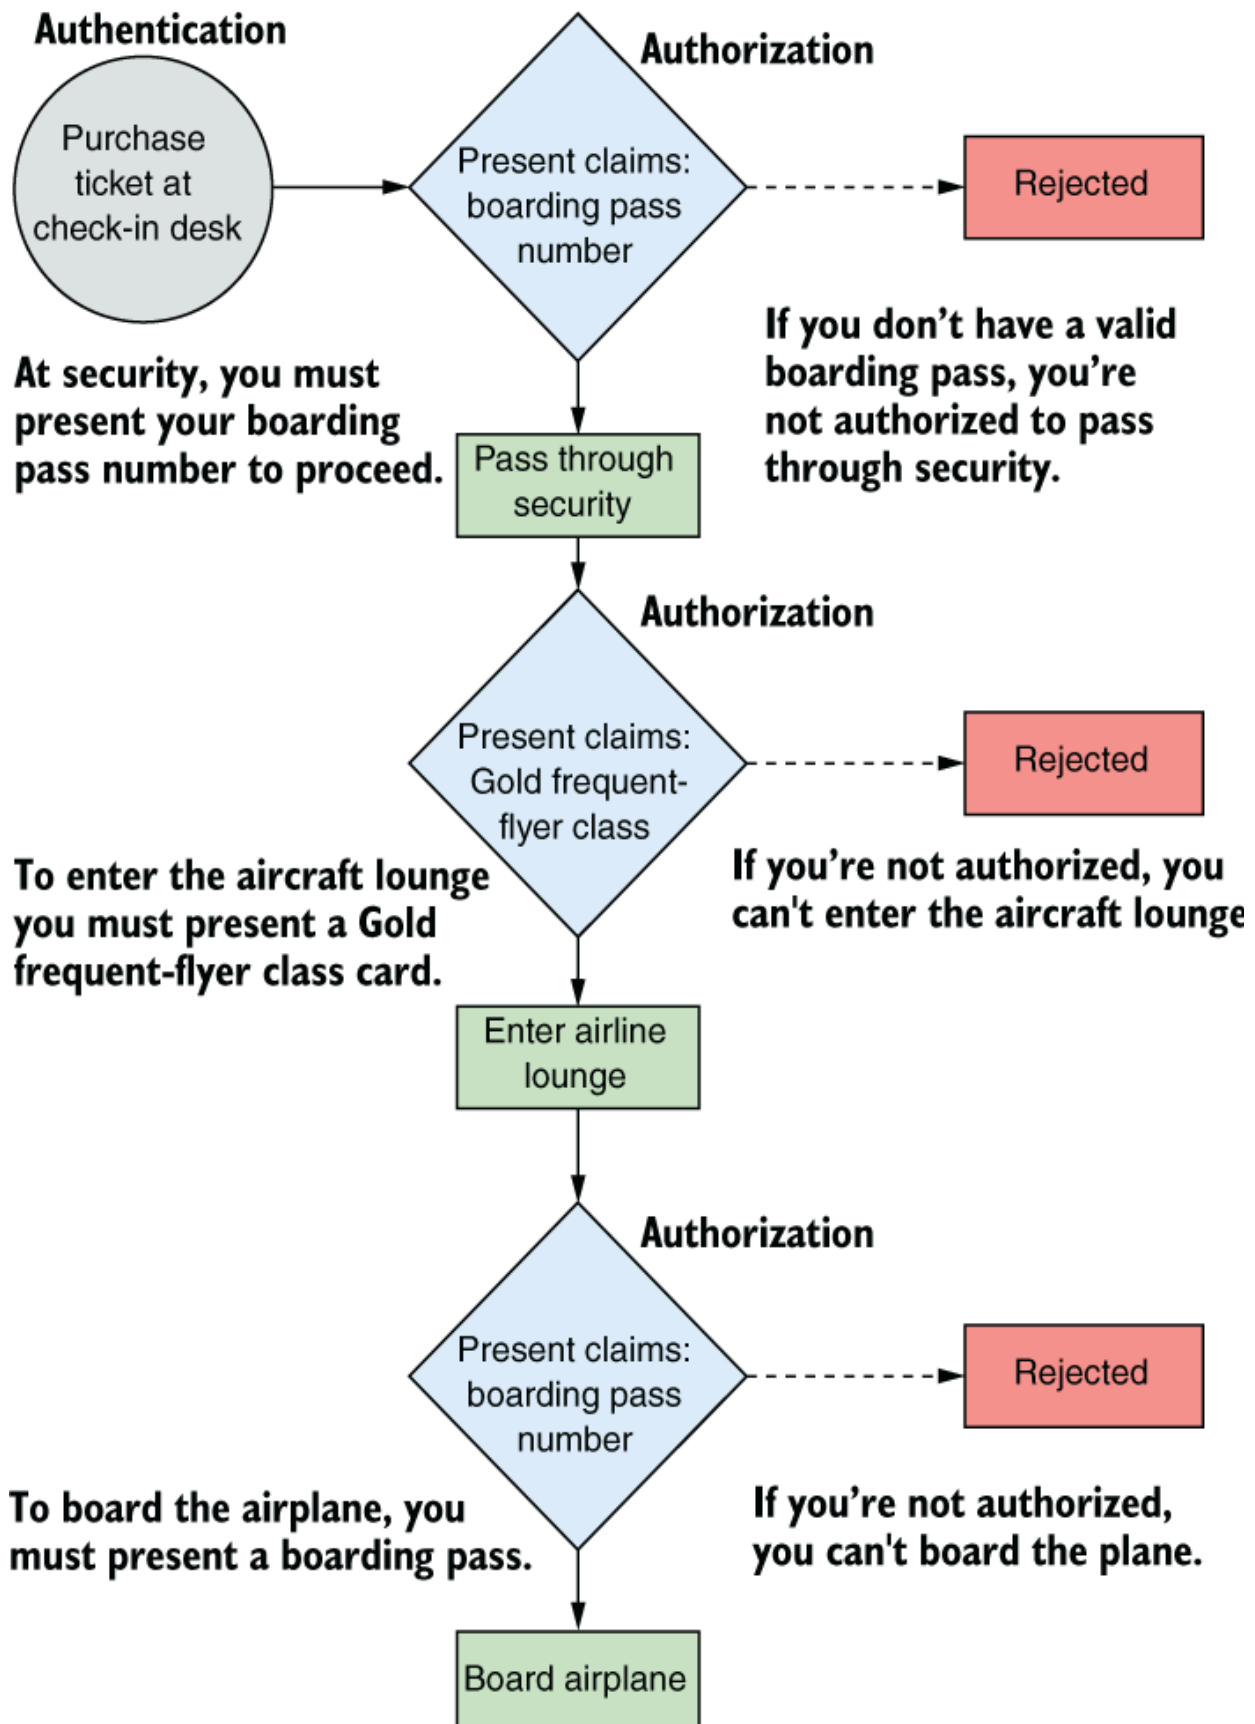 Authentication
Purchase
ticket at
check-in desk
Authorization
Present claims:
boarding pass
number
Rejected
At security, you must
present your boarding
pass number to proceed.
If you don’t have a valid
boarding pass, you’re
not authorized to pass
through security.
Pass through
security
Authorization
Present claims:
Gold frequent-
flyer class
Rejected
To enter the aircraft lounge
you must present a Gold
frequent-flyer class card.
If you’re not authorized, you
can't enter the aircraft lounge
Enter airline
lounge
Authorization
Present claims:
boarding pass
number
Rejected
To board the airplane, you
must present a boarding pass.
If you’re not authorized,
you can't board the plane.
Board airplane